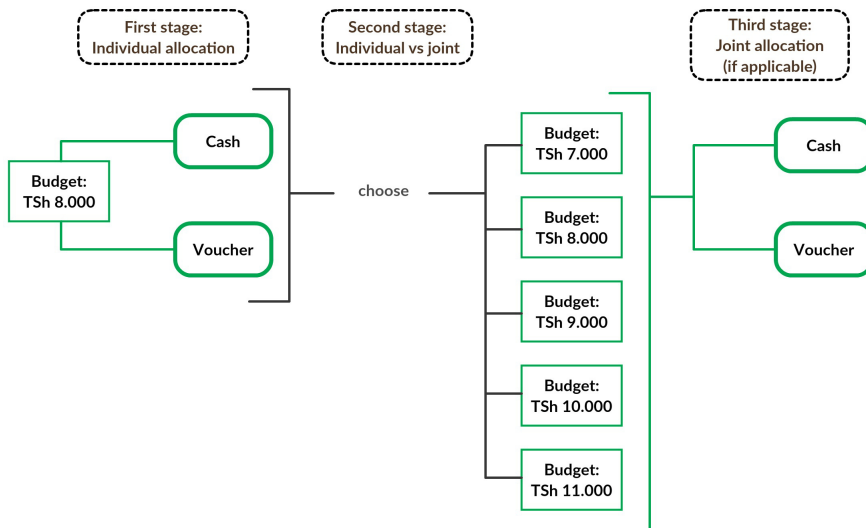 First stage:
Individual allocation
Second stage:
Individual vs joint
Third stage:
Joint allocation
(if applicable)
Budget:
TSh 8.000
Cash
Voucher
choose
Budget:
TSh 7.000
Budget:
TSh 8.000
Budget:
TSh 9.000
Budget:
TSh 10.000
Budget:
TSh 11.000
Cash
Voucher